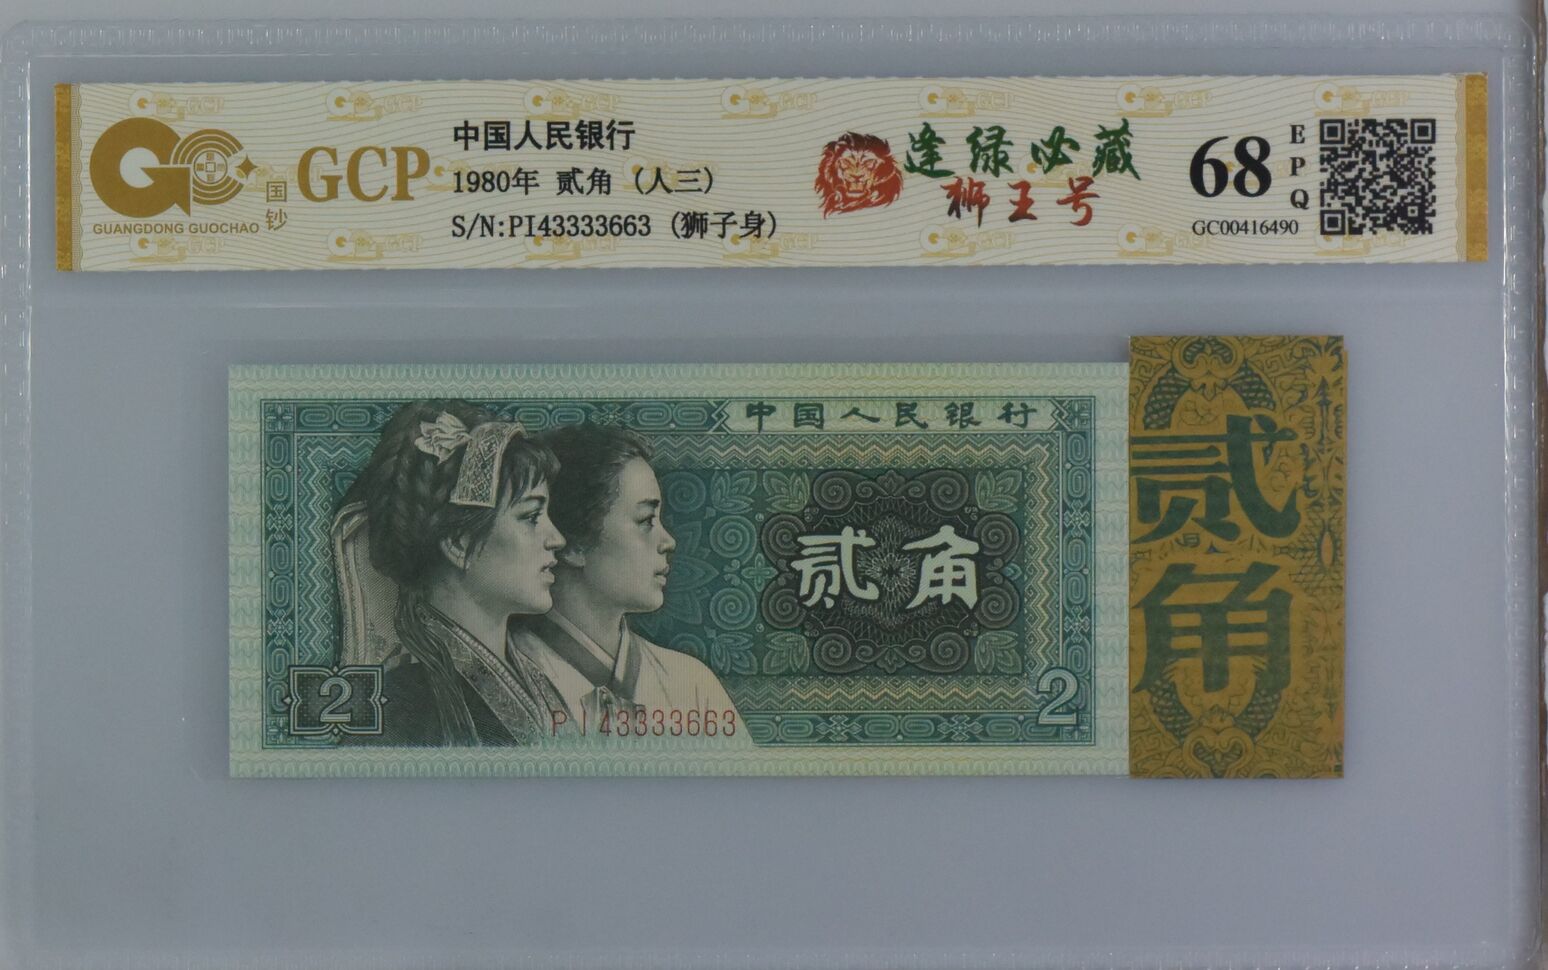 GUANGDONG GUOCHAO
国钞
GCP
中国人民银行
1980年 贰角 (人三)
S/N:PI43333663 (狮子身)
逢绿必藏
狮王号
68
EPQ
GC00416490
中国人民银行
贰角
2
2
PI43333663
贰角